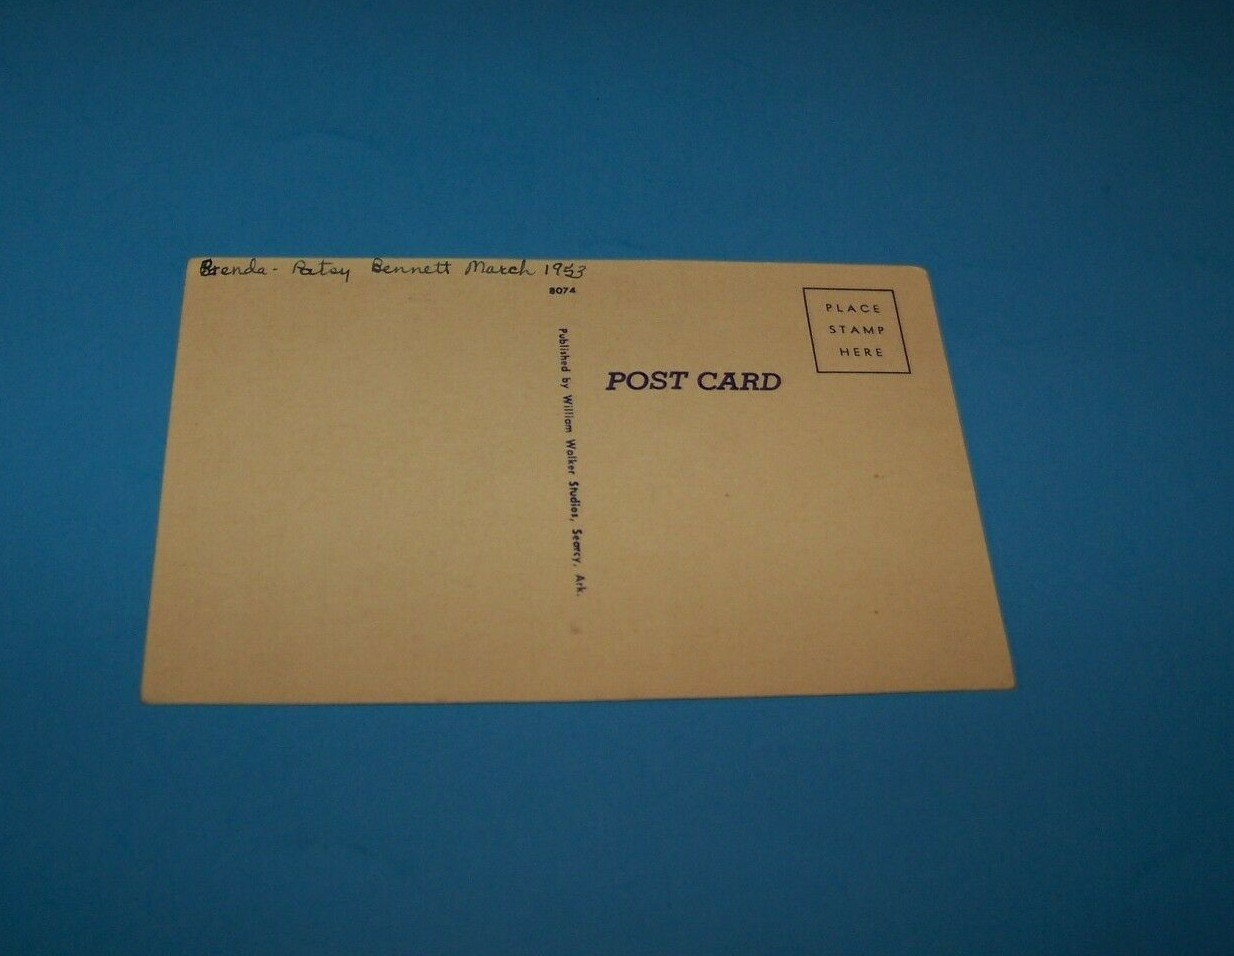 Brenda - Patsy Bennett March 1953
8074
Published by William Walker Studios, Searcy, Ark.
POST CARD
PLACE
STAMP
HERE